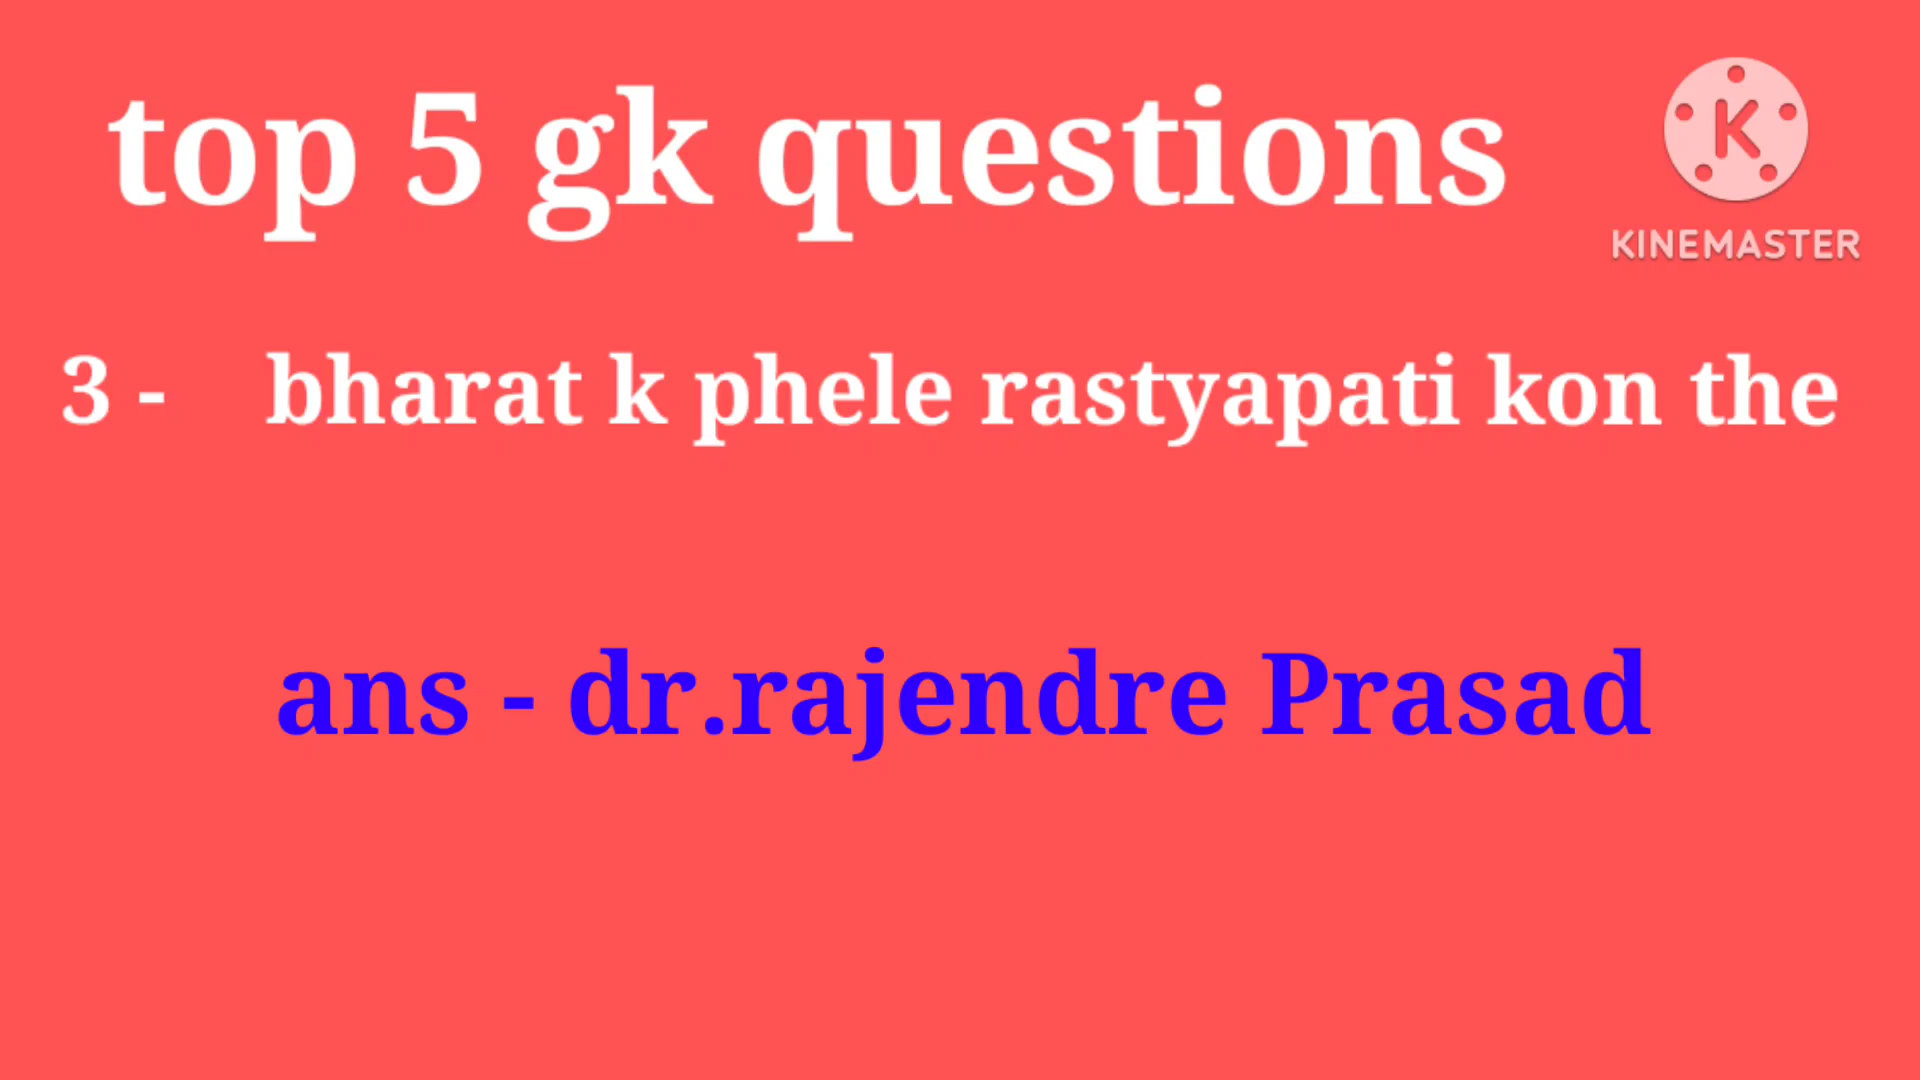 top 5 gk questions
K
KINEMASTER
3 - bharat k phele rastyapati kon the
ans - dr.rajendre Prasad